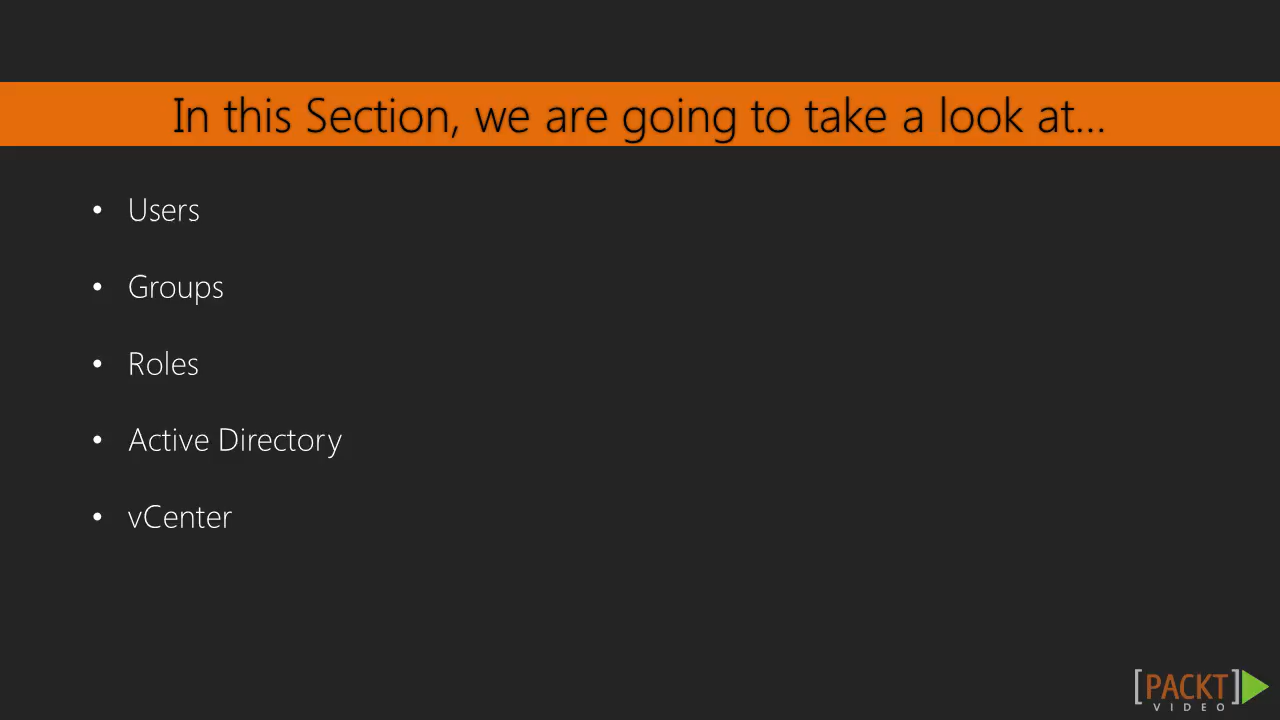 In this Section, we are going to take a look at...
• Users
• Groups
• Roles
• Active Directory
• vCenter
[PACKT]
VIDEO